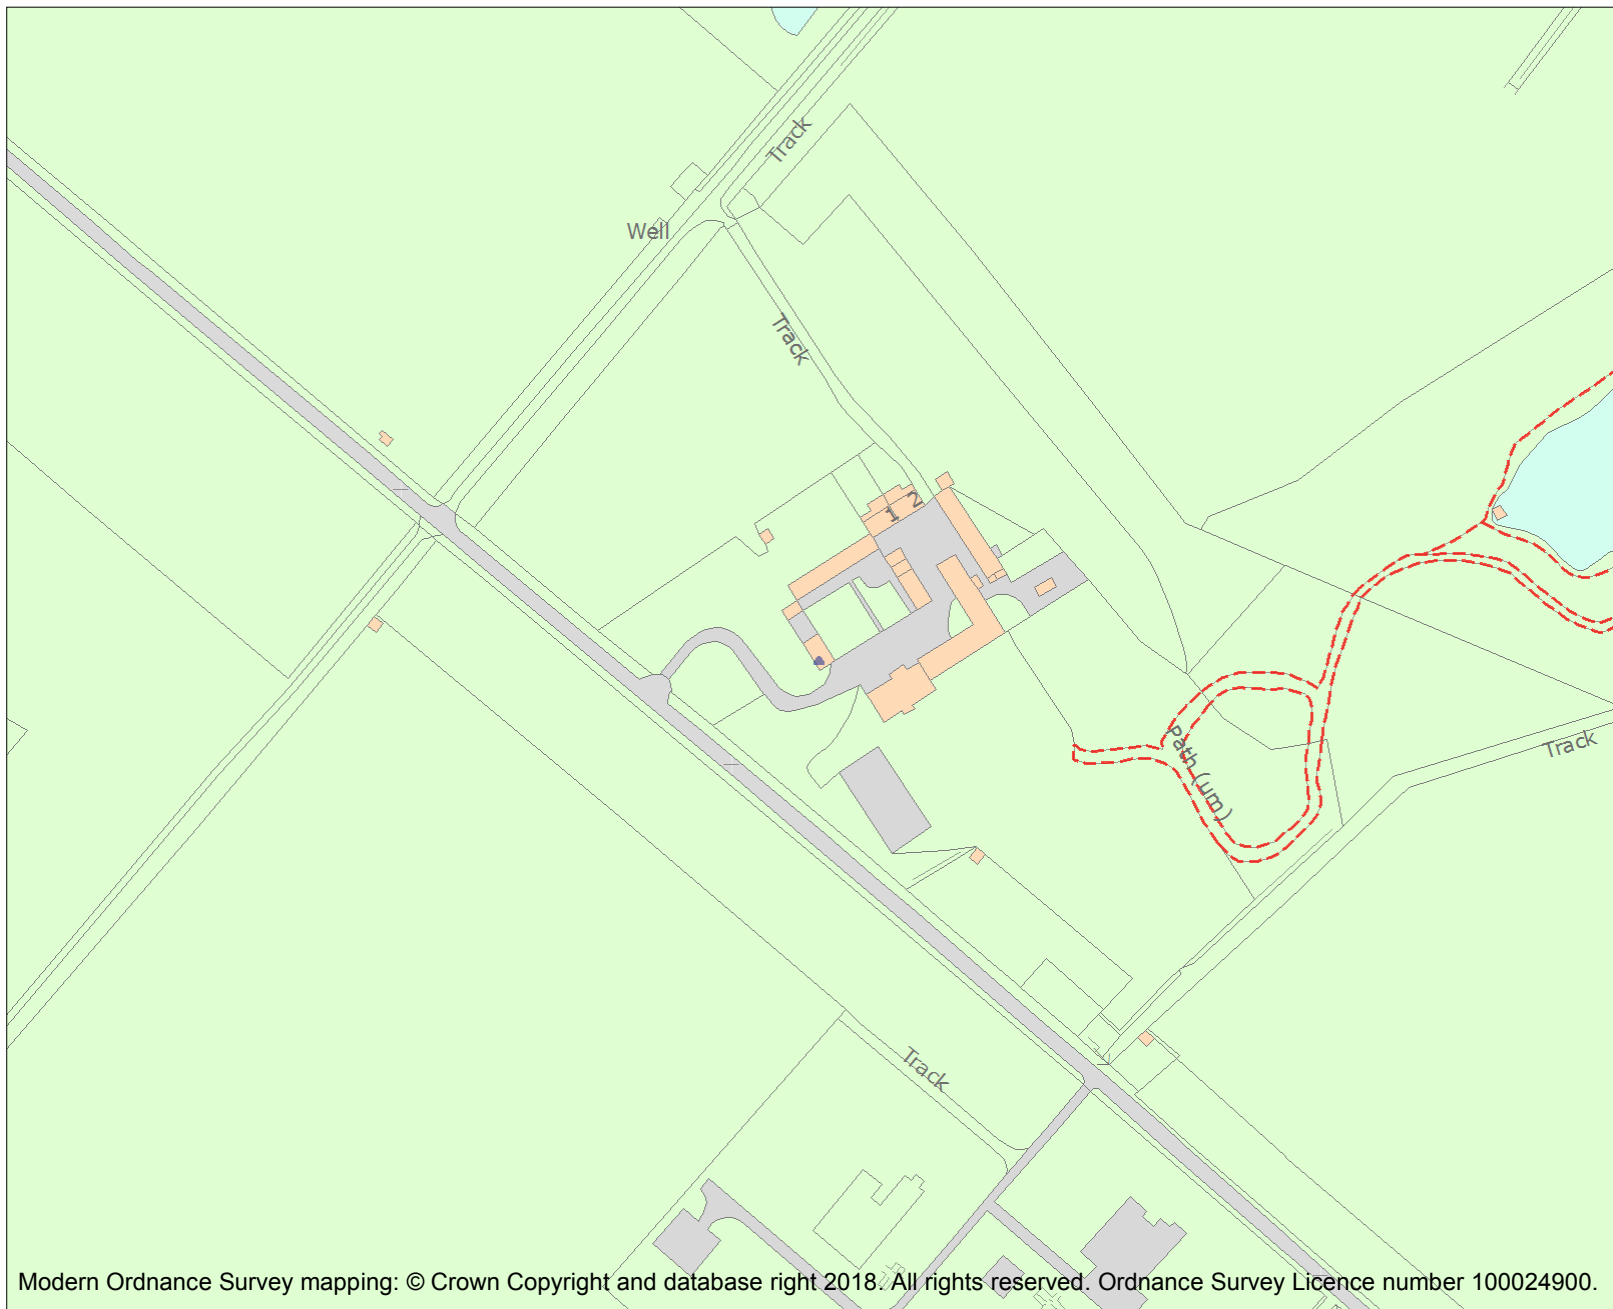 Track
Well
Track
1
2
Path (um)
Track
Track
Modern Ordnance Survey mapping: © Crown Copyright and database right 2018. All rights reserved. Ordnance Survey Licence number 100024900.